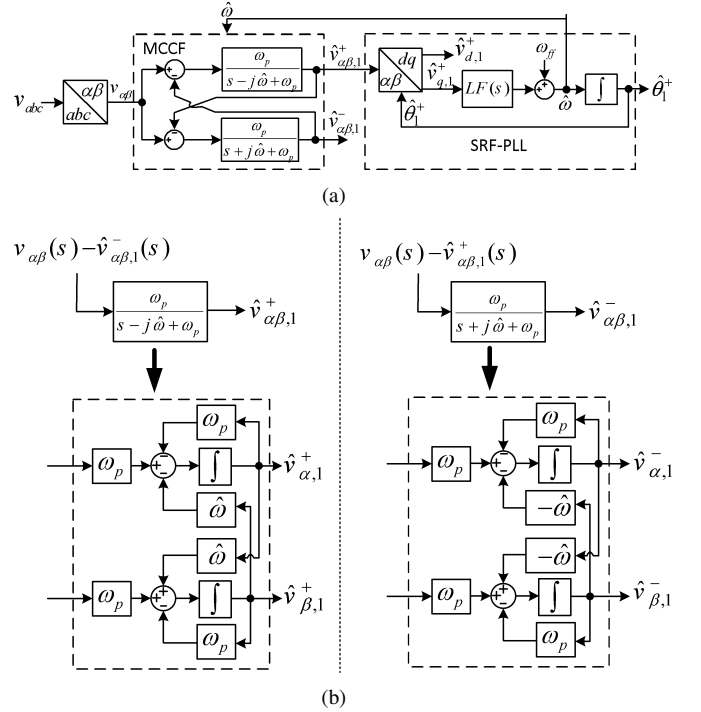 ω̂
MCCF
v_abc
αβ
abc
v_αβ
ω_p
s − jω̂ + ω_p
v̂⁺_αβ,1
ω_p
s + jω̂ + ω_p
v̂⁻_αβ,1
dq
αβ
v̂⁺_d,1
v̂⁺_q,1
LF(s)
ω_ff
ω̂
∫
θ̂⁺_1
θ̂⁺_1
SRF-PLL
(a)
v_αβ(s) − v̂⁻_αβ,1(s)
ω_p
s − jω̂ + ω_p
v̂⁺_αβ,1
ω_p
ω_p
∫
v̂⁺_α,1
ω̂
ω̂
ω_p
∫
v̂⁺_β,1
ω_p
v_αβ(s) − v̂⁺_αβ,1(s)
ω_p
s + jω̂ + ω_p
v̂⁻_αβ,1
ω_p
ω_p
∫
v̂⁻_α,1
−ω̂
−ω̂
ω_p
∫
v̂⁻_β,1
ω_p
(b)